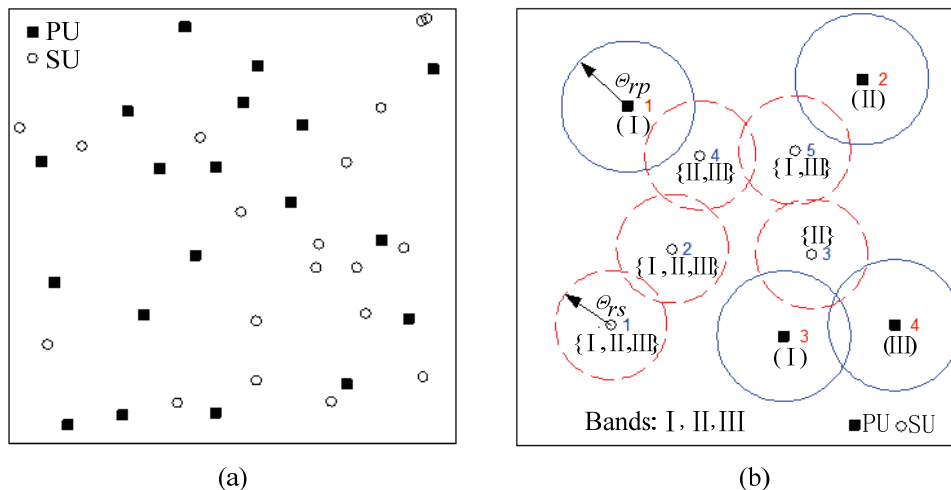 PU
SU
(a)
Θrp
1
(Ⅰ)
2
(Ⅱ)
4
{Ⅱ,Ⅲ}
5
{Ⅰ,Ⅲ}
2
{Ⅰ,Ⅱ,Ⅲ}
{Ⅱ}
3
Θrs
1
{Ⅰ,Ⅱ,Ⅲ}
3
(Ⅰ)
4
(Ⅲ)
Bands: Ⅰ,Ⅱ,Ⅲ
PU SU
(b)